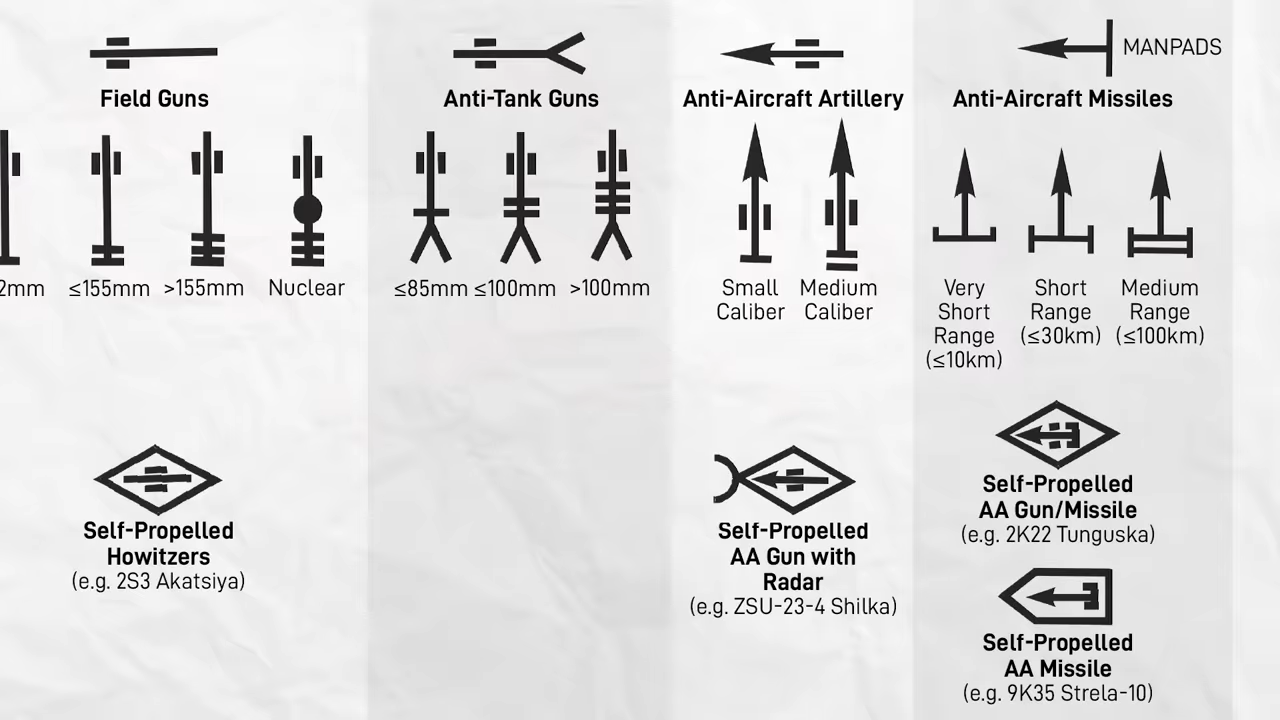 MANPADS
Field Guns
Anti-Tank Guns
Anti-Aircraft Artillery
Anti-Aircraft Missiles
2mm
≤155mm
>155mm
Nuclear
≤85mm
≤100mm
>100mm
Small
Caliber
Medium
Caliber
Very
Short
Range
(≤10km)
Short
Range
(≤30km)
Medium
Range
(≤100km)
Self-Propelled
Howitzers
(e.g. 2S3 Akatsiya)
Self-Propelled
AA Gun with
Radar
(e.g. ZSU-23-4 Shilka)
Self-Propelled
AA Gun/Missile
(e.g. 2K22 Tunguska)
Self-Propelled
AA Missile
(e.g. 9K35 Strela-10)